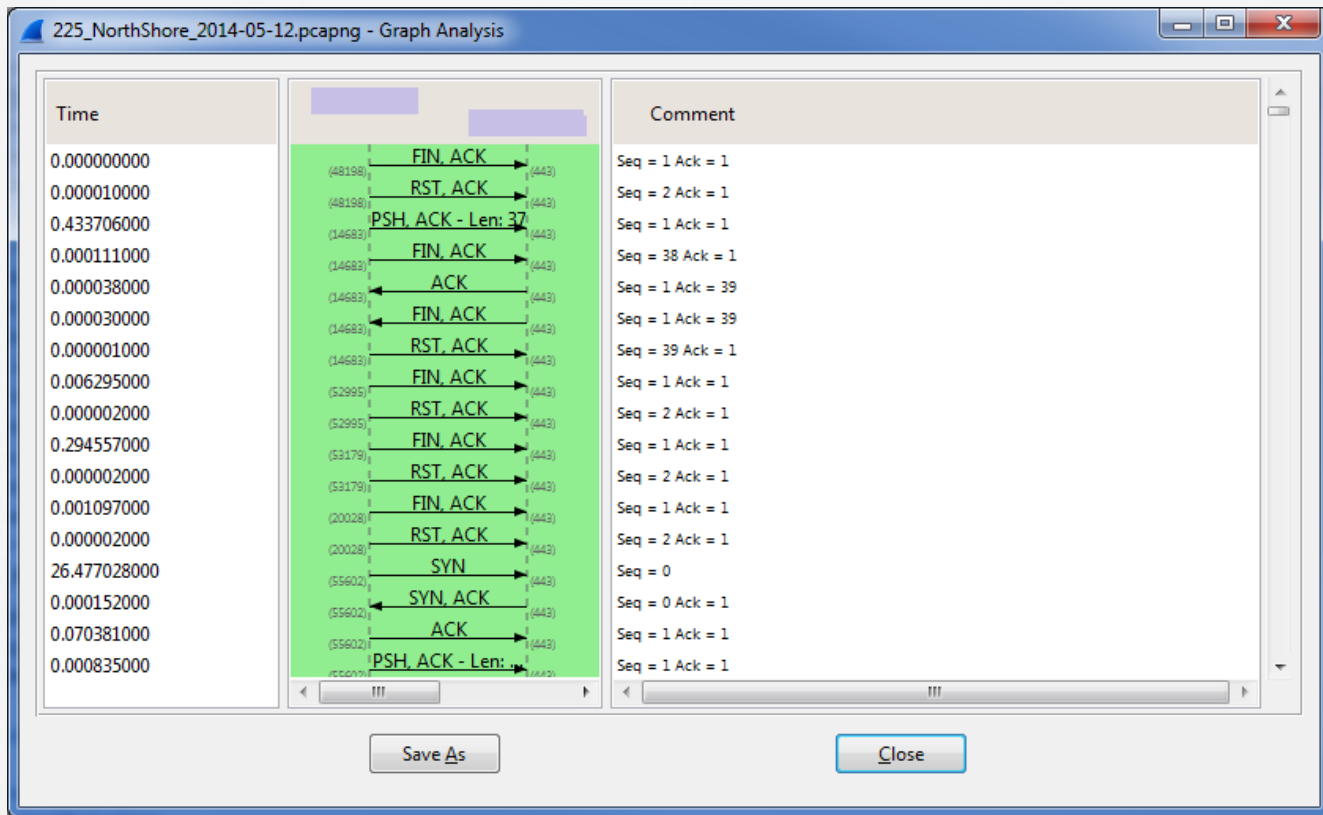 225_NorthShore_2014-05-12.pcapng - Graph Analysis
Time Comment
0.000000000 FIN, ACK (48198) (443) Seq = 1 Ack = 1
0.000010000 RST, ACK (48198) (443) Seq = 2 Ack = 1
0.433706000 PSH, ACK - Len: 37 (14683) (443) Seq = 1 Ack = 1
0.000111000 FIN, ACK (14683) (443) Seq = 38 Ack = 1
0.000038000 ACK (14683) (443) Seq = 1 Ack = 39
0.000030000 FIN, ACK (14683) (443) Seq = 1 Ack = 39
0.000001000 RST, ACK (14683) (443) Seq = 39 Ack = 1
0.006295000 FIN, ACK (52995) (443) Seq = 1 Ack = 1
0.000002000 RST, ACK (52995) (443) Seq = 2 Ack = 1
0.294557000 FIN, ACK (53179) (443) Seq = 1 Ack = 1
0.000002000 RST, ACK (53179) (443) Seq = 2 Ack = 1
0.001097000 FIN, ACK (20028) (443) Seq = 1 Ack = 1
0.000002000 RST, ACK (20028) (443) Seq = 2 Ack = 1
26.477028000 SYN (55602) (443) Seq = 0
0.000152000 SYN, ACK (55602) (443) Seq = 0 Ack = 1
0.070381000 ACK (55602) (443) Seq = 1 Ack = 1
0.000835000 PSH, ACK - Len: ... (55602) (443) Seq = 1 Ack = 1
Save As Close